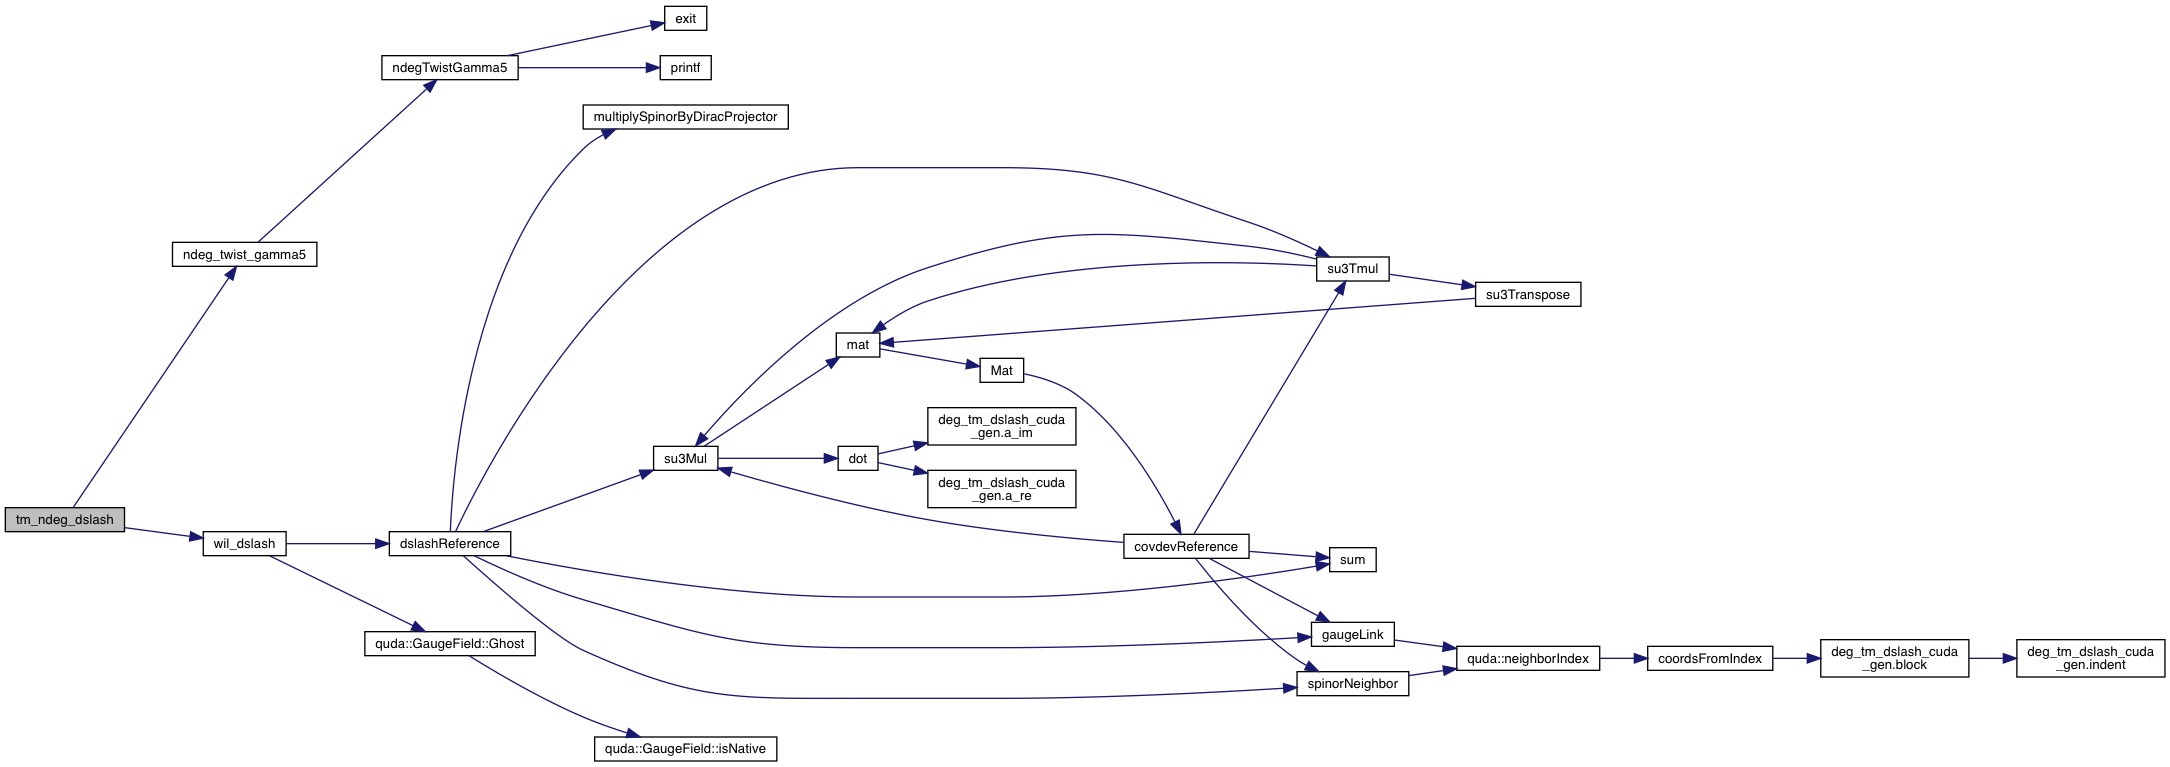 exit
ndegTwistGamma5
printf
multiplySpinorByDiracProjector
ndeg_twist_gamma5
su3Tmul
su3Transpose
mat
Mat
deg_tm_dslash_cuda
_gen.a_im
su3Mul
dot
deg_tm_dslash_cuda
_gen.a_re
tm_ndeg_dslash
wil_dslash
dslashReference
covdevReference
sum
gaugeLink
quda::GaugeField::Ghost
quda::neighborIndex
coordsFromIndex
deg_tm_dslash_cuda
_gen.block
deg_tm_dslash_cuda
_gen.indent
spinorNeighbor
quda::GaugeField::isNative